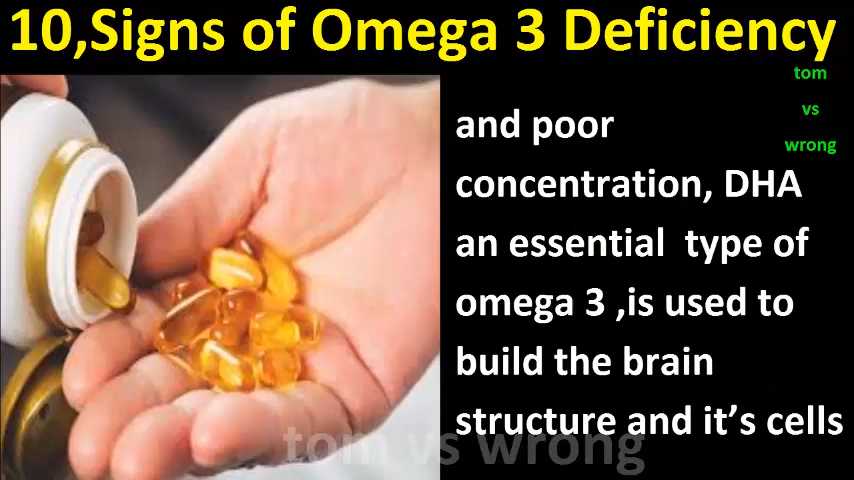 10,Signs of Omega 3 Deficiency
tom
vs
wrong
and poor
concentration, DHA
an essential type of
omega 3 ,is used to
build the brain
structure and it's cells
tom vs wrong